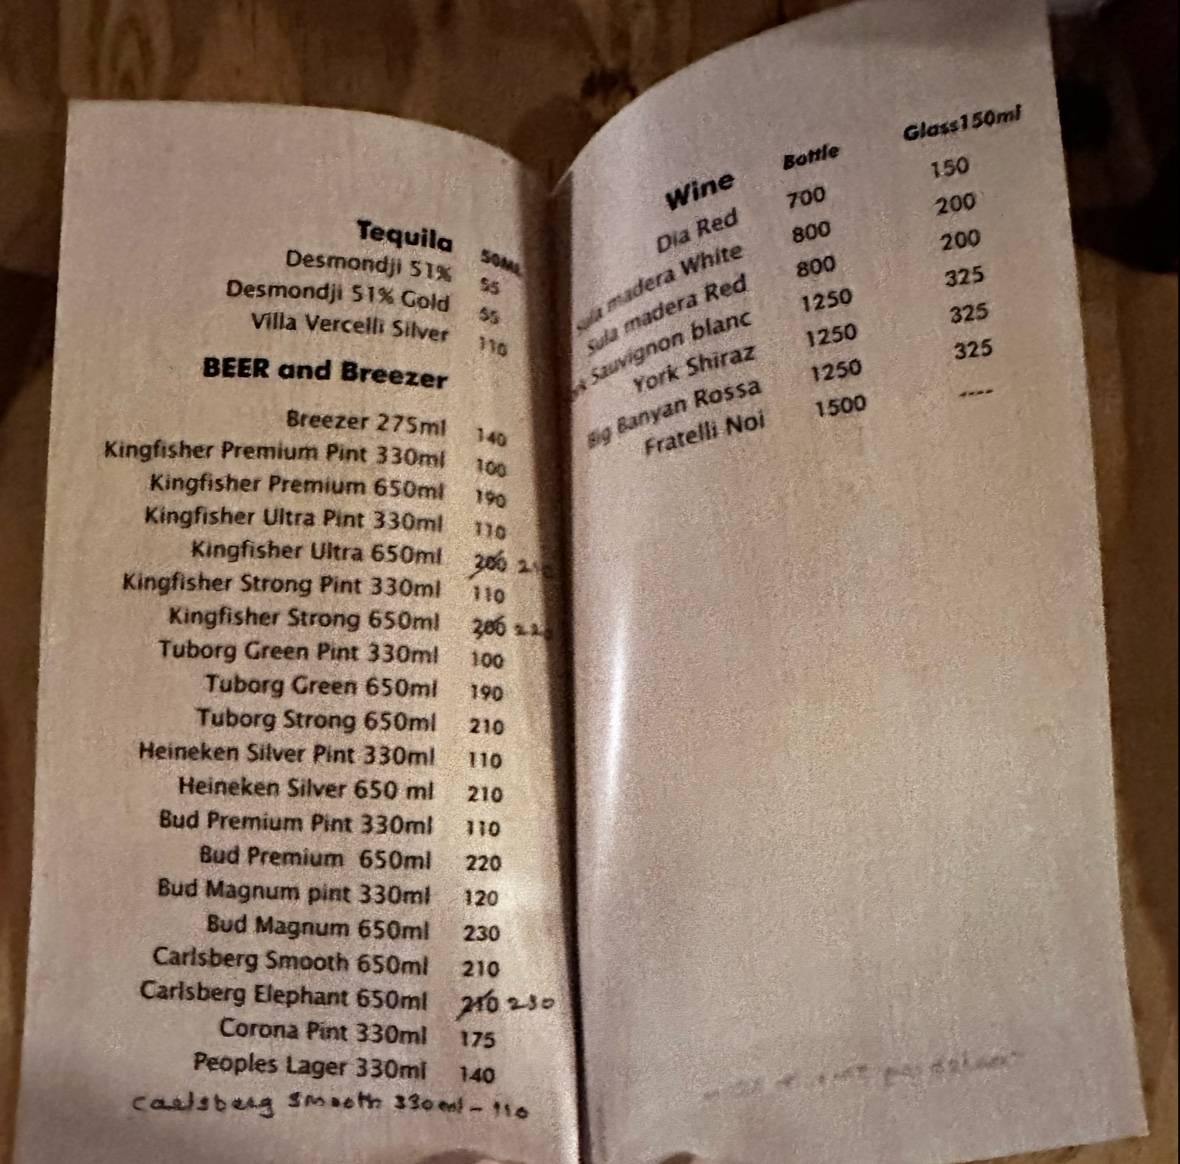 Tequila 50ML
Desmondji 51% 55
Desmondji 51% Gold 55
Villa Vercelli Silver 110
BEER and Breezer
Breezer 275ml 140
Kingfisher Premium Pint 330ml 100
Kingfisher Premium 650ml 190
Kingfisher Ultra Pint 330ml 110
Kingfisher Ultra 650ml 200
Kingfisher Strong Pint 330ml 110
Kingfisher Strong 650ml 200 220
Tuborg Green Pint 330ml 100
Tuborg Green 650ml 190
Tuborg Strong 650ml 210
Heineken Silver Pint 330ml 110
Heineken Silver 650 ml 210
Bud Premium Pint 330ml 110
Bud Premium 650ml 220
Bud Magnum pint 330ml 120
Bud Magnum 650ml 230
Carlsberg Smooth 650ml 210
Carlsberg Elephant 650ml 210 230
Corona Pint 330ml 175
Peoples Lager 330ml 140
Carlsberg Smooth 330ml - 110
Wine Bottle Glass150ml
Dia Red 700 150
Sula madera White 800 200
Sula madera Red 800 200
Sauvignon blanc 1250 325
York Shiraz 1250 325
Big Banyan Rossa 1250 325
Fratelli Noi 1500 ----